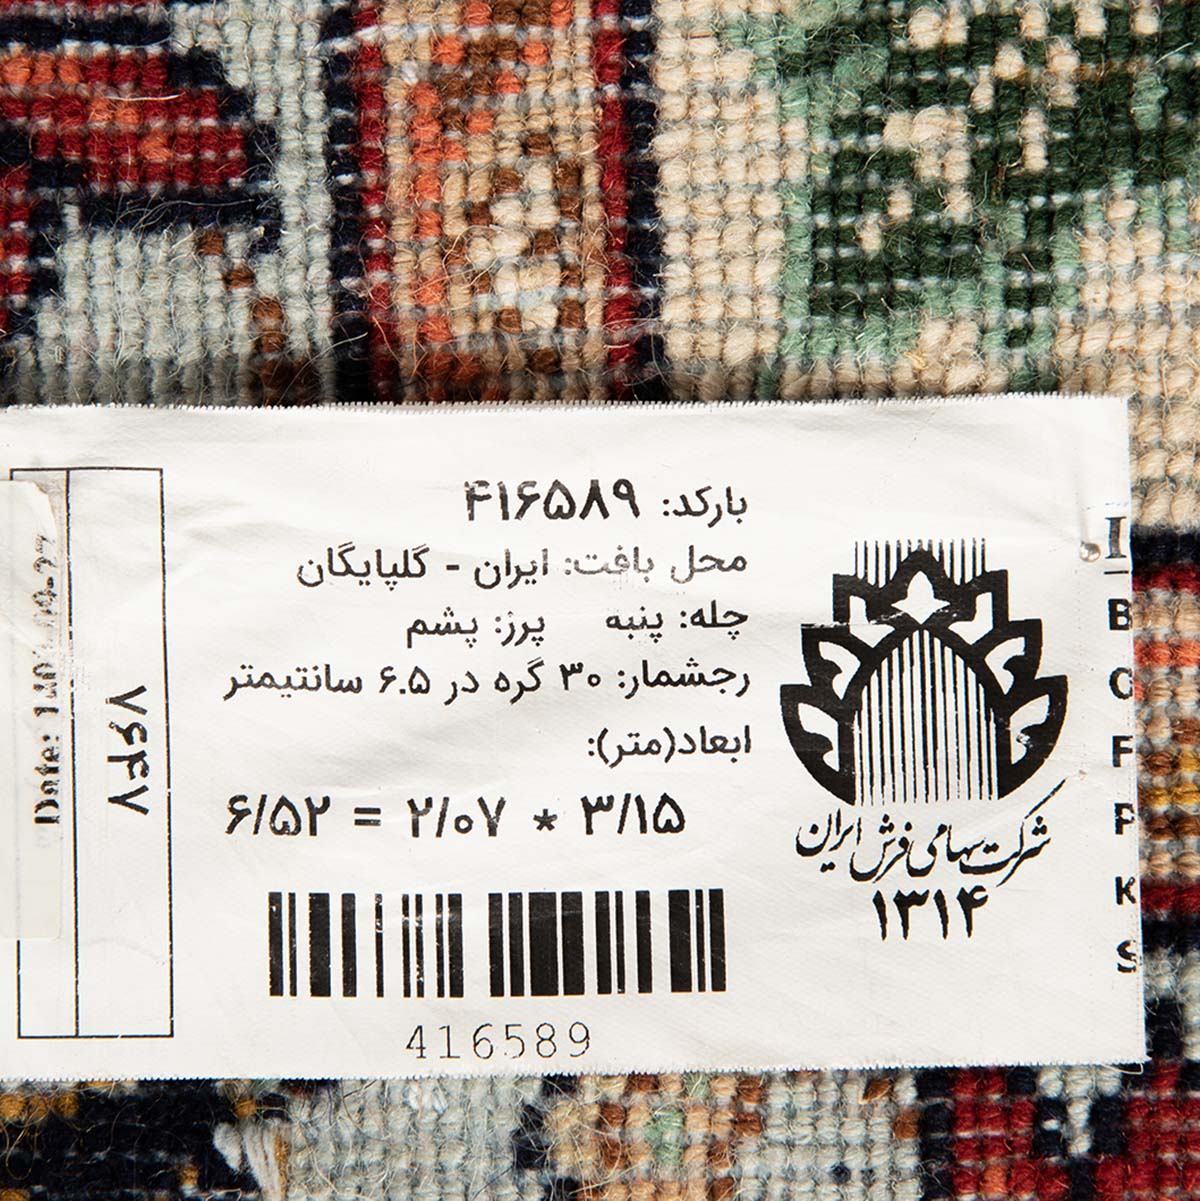 بارکد: ۴۱۶۵۸۹
محل بافت: ایران - گلپایگان
چله: پنبه پرز: پشم
رجشمار: ۳۰ گره در ۶.۵ سانتیمتر
ابعاد(متر):
۳/۱۵ * ۲/۰۷ = ۶/۵۲
416589
شرکت سهامی فرش ایران
۱۳۱۴
۷۶۴۷
Date:
I
B
C
F
P
K
S